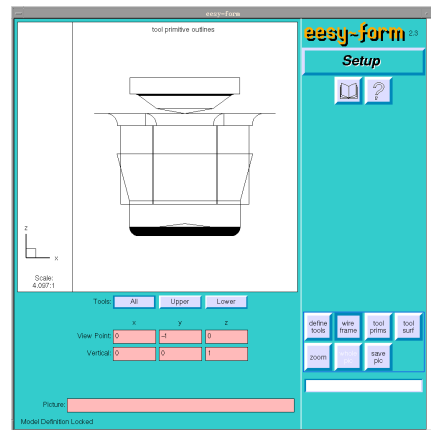 eesy-form
tool primitive outlines
eesy-form 2.3
Setup
?
z
x
Scale:
4.097:1
Tools: All Upper Lower
x y z
View Point: 0 -1 0
Vertical: 0 0 1
define tools
wire frame
tool prims
tool surf
zoom
save pic
Picture:
Model Definition Locked